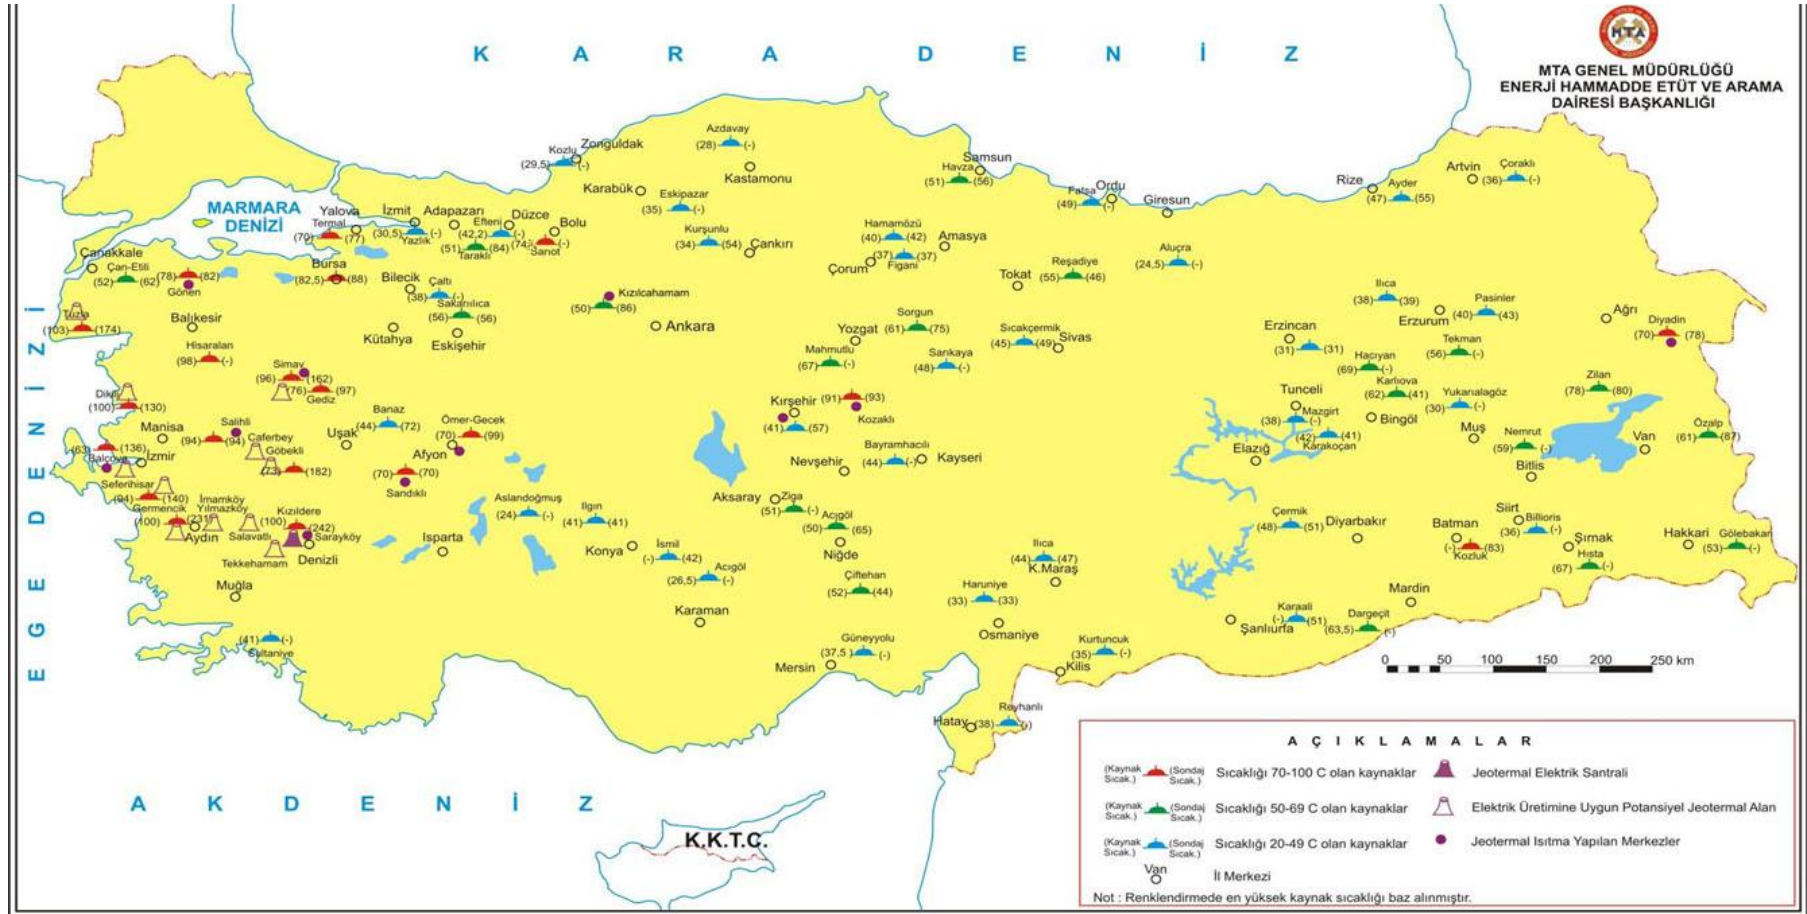 K A R A D E N İ Z
MTA
MTA GENEL MÜDÜRLÜĞÜ
ENERJİ HAMMADDE ETÜT VE ARAMA
DAİRESİ BAŞKANLIĞI
MARMARA
DENİZİ
E G E D E N İ Z İ
A K D E N İ Z
K.K.T.C.
Kozlu
Zonguldak
(29,5) (-)
Azdavay
(28) (-)
Kastamonu
Karabük
Eskipazar
(35) (-)
Samsun
Havza
(51) (56)
Fatsa
Ordu
(49) (-)
Giresun
Rize
Ayder
(47) (55)
Artvin
Çoraklı
(36) (-)
Yalova
Termal
(70) (77)
İzmit
(30,5) (-)
Yazlık
Adapazarı
Efteni
(42,2) (-)
Düzce
Bolu
(51) (84)
Taraklı
(74) (-)
Sarıot
Kurşunlu
(34) (54)
Çankırı
Hamamözü
(40) (42)
Amasya
(37) (37)
Figani
Çorum
Aluçra
(24,5) (-)
Tokat
Reşadiye
(55) (46)
Çanakkale
Çan-Etili
(52) (62)
(78) (82)
Gönen
Bursa
(82,5) (88)
Bilecik
Çaltı
(38) (-)
Sakarılıca
(56) (56)
Kızılcahamam
(50) (86)
Tuzla
(103) (174)
Balıkesir
Kütahya
Eskişehir
Ankara
Yozgat
Sorgun
(61) (75)
Sıcakçermik
(45) (49)
Sivas
Erzincan
(31) (31)
Ilıca
(38) (39)
Erzurum
Pasinler
(40) (43)
Ağrı
Diyadin
(70) (78)
Hisaralan
(98) (-)
Mahmutlu
(67) (-)
Sarıkaya
(48) (-)
Tekman
(56) (-)
Hacıyan
(69) (-)
Simav
(96) (162)
(76) (97)
Gediz
Dikili
(100) (130)
Banaz
(44) (72)
Ömer-Gecek
(70) (99)
Kırşehir
(41) (57)
(91) (93)
Kozaklı
Tunceli
Mazgirt
(38) (-)
Karlıova
(62) (41)
Bingöl
Yukarıalagöz
(30) (-)
Zilan
(78) (80)
Manisa
Salihli
(94) (94)
Caferbey
Göbekli
(73) (182)
Uşak
Afyon
(70) (70)
Sandıklı
Bayramhacılı
(44) (-)
Kayseri
Nevşehir
(42) (41)
Karakoçan
Elazığ
Muş
Nemrut
(59) (-)
Bitlis
Van
Özalp
(61) (87)
(63) (136)
Balçova
İzmir
Seferihisar
(94) (140)
Germencik
(100) (231)
Aydın
İmamköy
Yılmazköy
Salavatlı
(100) (242)
Kızıldere
Sarayköy
Tekkehamam
Denizli
Muğla
Isparta
Aslandoğmuş
(24) (-)
Ilgın
(41) (41)
Konya
İsmil
(-) (42)
Acıgöl
(26,5) (-)
Aksaray
Ziga
(51) (-)
Acıgöl
(50) (65)
Niğde
Çiftehan
(52) (44)
Karaman
Haruniye
(33) (33)
Osmaniye
Ilıca
(44) (47)
K.Maraş
Çermik
(48) (51)
Diyarbakır
Batman
(-) (83)
Kozluk
Siirt
Billioris
(36) (-)
Şırnak
Hısta
(67) (-)
Hakkari
Gölebakan
(53) (-)
Mardin
Karaali
(-) (51)
Şanlıurfa
Dargeçit
(63,5) (-)
(41) (-)
Sultaniye
Güneyyolu
(37,5) (-)
Mersin
Kurtuncuk
(35) (-)
Kilis
Reyhanlı
Hatay (38) (-)
0 50 100 150 200 250 km
A Ç I K L A M A L A R
(Kaynak Sıcak.) (Sondaj Sıcak.) Sıcaklığı 70-100 C olan kaynaklar
Jeotermal Elektrik Santrali
(Kaynak Sıcak.) (Sondaj Sıcak.) Sıcaklığı 50-69 C olan kaynaklar
Elektrik Üretimine Uygun Potansiyel Jeotermal Alan
(Kaynak Sıcak.) (Sondaj Sıcak.) Sıcaklığı 20-49 C olan kaynaklar
Jeotermal Isıtma Yapılan Merkezler
Van
İl Merkezi
Not : Renklendirmede en yüksek kaynak sıcaklığı baz alınmıştır.